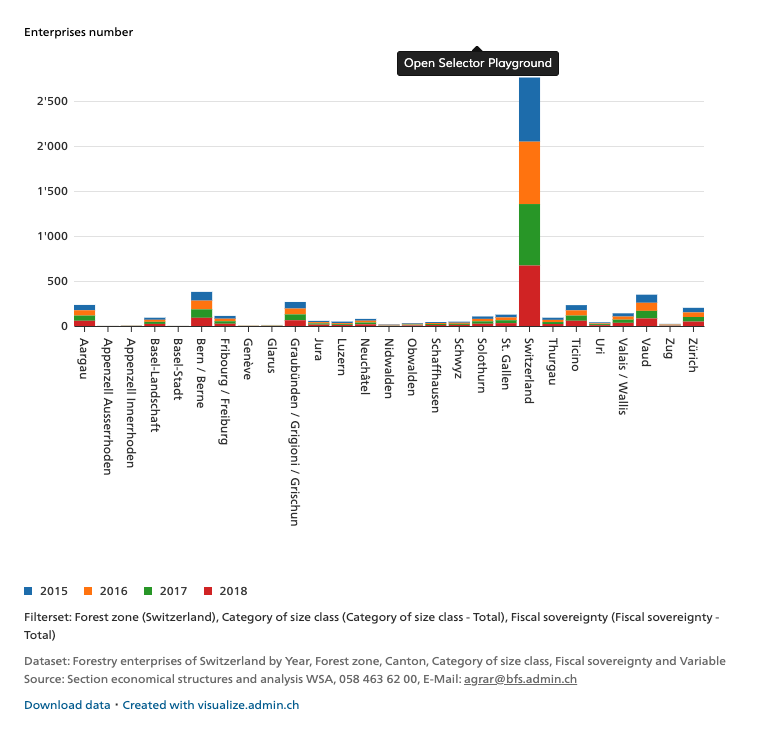 Enterprises number
Open Selector Playground
2'500
2'000
1'500
1'000
500
0
Aargau
Appenzell Ausserrhoden
Appenzell Innerrhoden
Basel-Landschaft
Basel-Stadt
Bern / Berne
Fribourg / Freiburg
Genève
Glarus
Graubünden / Grigioni / Grischun
Jura
Luzern
Neuchâtel
Nidwalden
Obwalden
Schaffhausen
Schwyz
Solothurn
St. Gallen
Switzerland
Thurgau
Ticino
Uri
Valais / Wallis
Vaud
Zug
Zürich
2015 2016 2017 2018
Filterset: Forest zone (Switzerland), Category of size class (Category of size class - Total), Fiscal sovereignty (Fiscal sovereignty -
Total)
Dataset: Forestry enterprises of Switzerland by Year, Forest zone, Canton, Category of size class, Fiscal sovereignty and Variable
Source: Section economical structures and analysis WSA, 058 463 62 00, E-Mail: agrar@bfs.admin.ch
Download data • Created with visualize.admin.ch